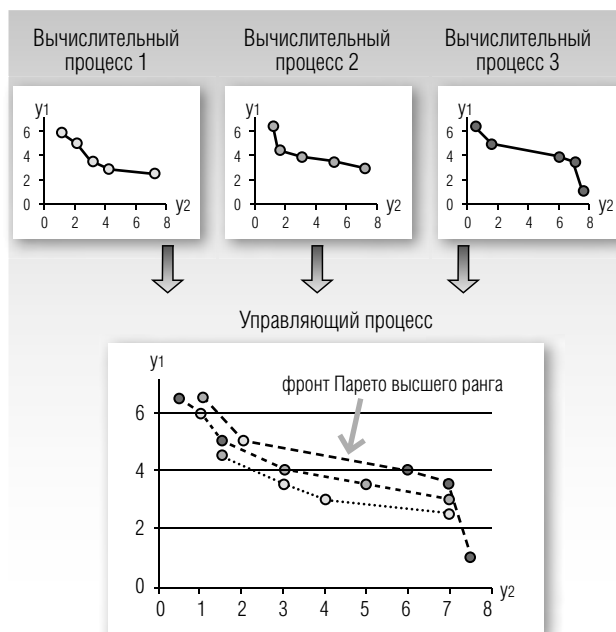 Вычислительный
процесс 1
Вычислительный
процесс 2
Вычислительный
процесс 3
y1
6
4
2
0
0 2 4 6 8
y2
y1
6
4
2
0
0 2 4 6 8
y2
y1
6
4
2
0
0 2 4 6 8
y2
Управляющий процесс
y1
фронт Парето высшего ранга
6
4
2
0
0 1 2 3 4 5 6 7 8
y2